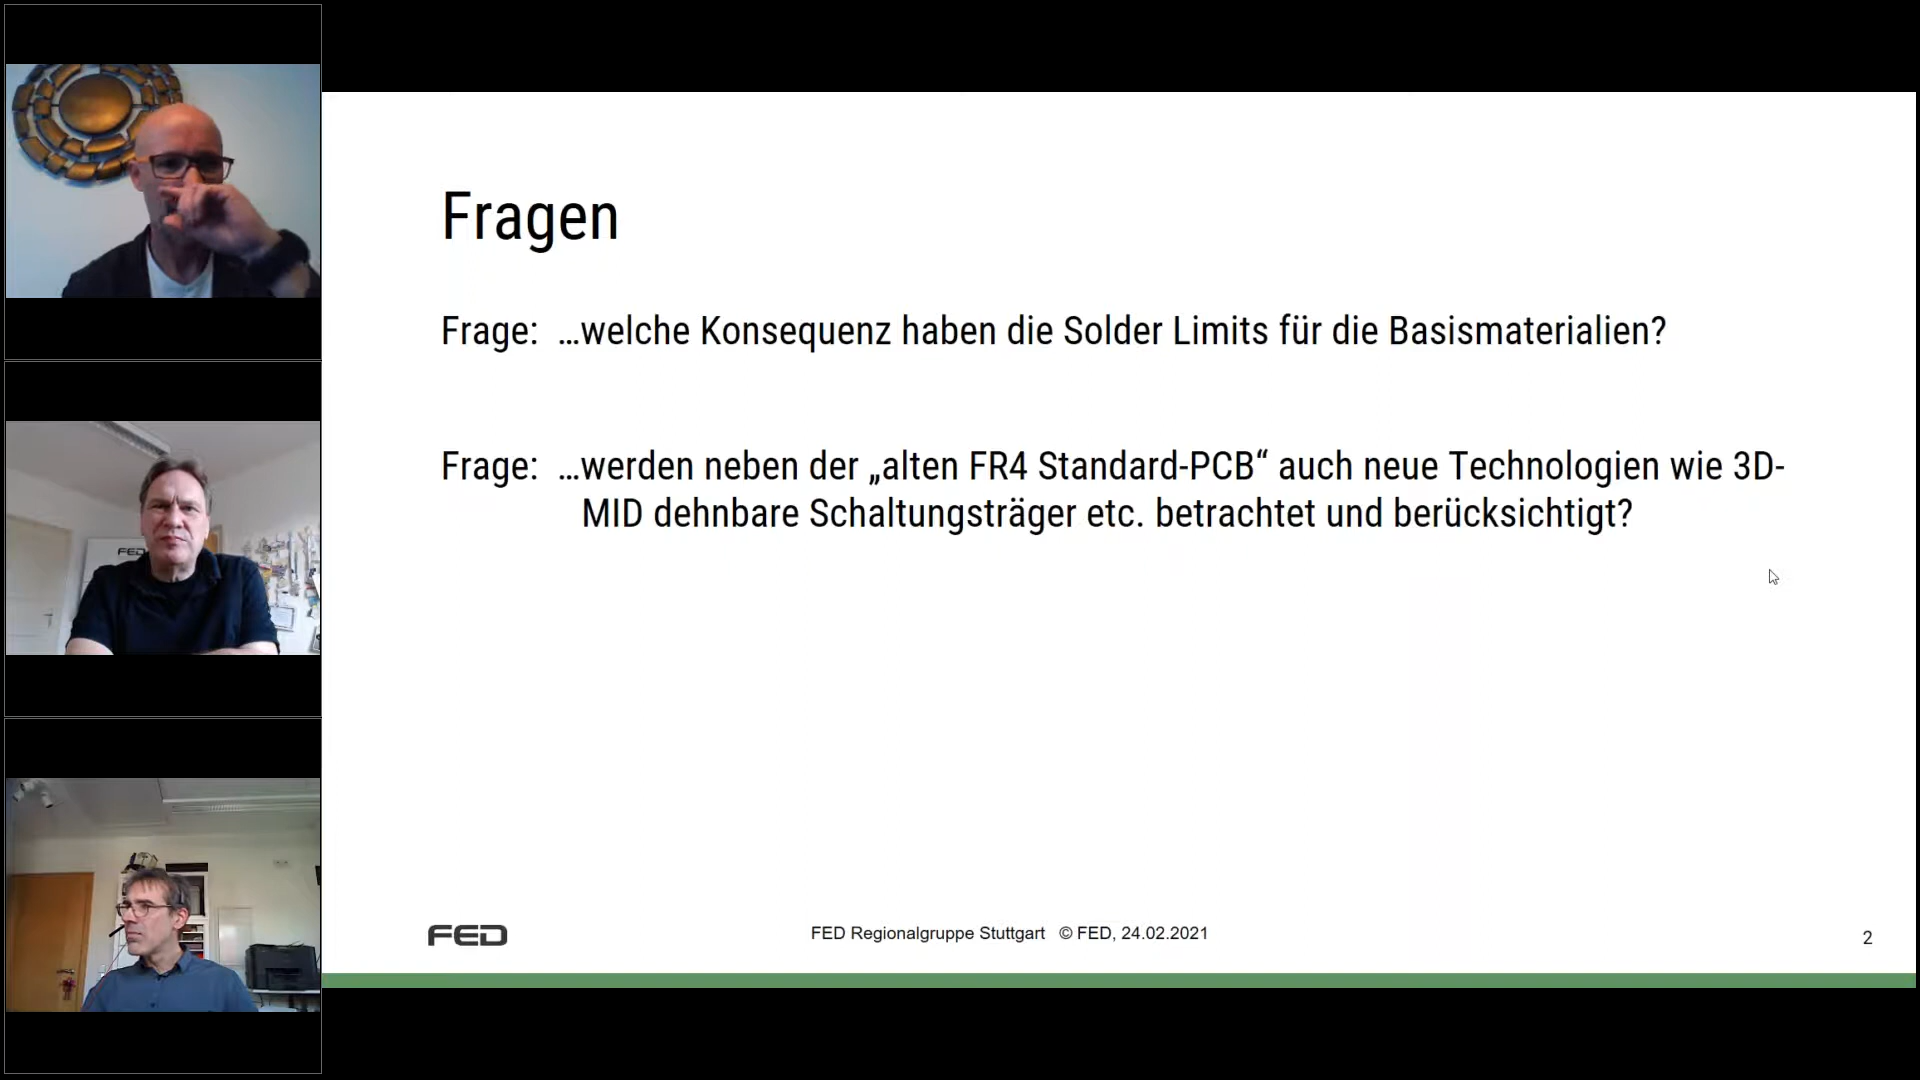 Fragen
Frage: …welche Konsequenz haben die Solder Limits für die Basismaterialien?
Frage: …werden neben der „alten FR4 Standard-PCB“ auch neue Technologien wie 3D-
MID dehnbare Schaltungsträger etc. betrachtet und berücksichtigt?
FED
FED
FED Regionalgruppe Stuttgart © FED, 24.02.2021
2